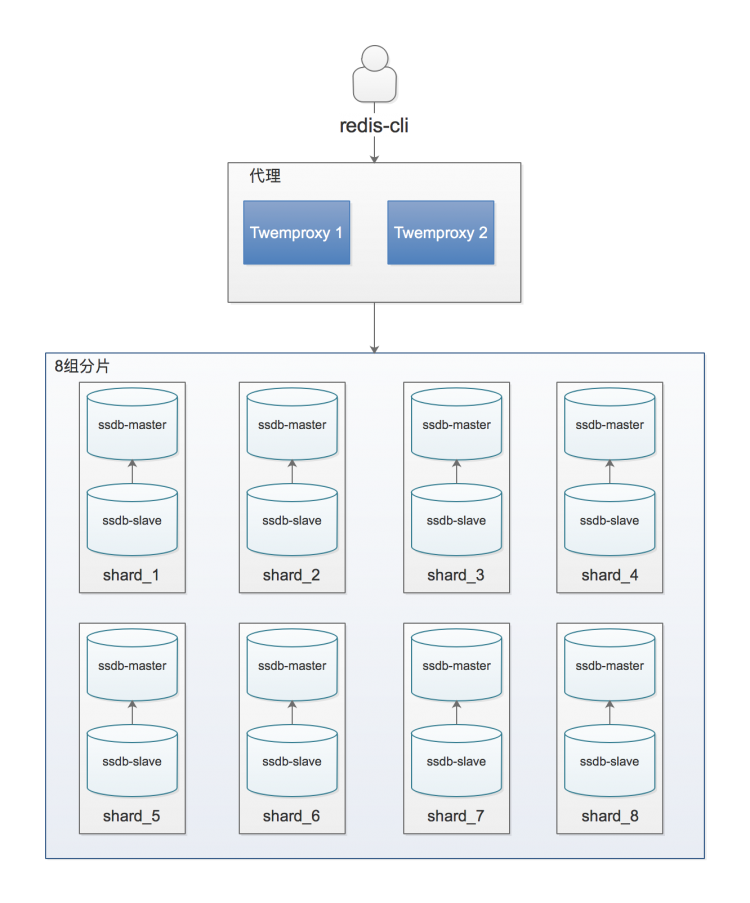 redis-cli
代理
Twemproxy 1
Twemproxy 2
8组分片
ssdb-master
ssdb-slave
shard_1
ssdb-master
ssdb-slave
shard_2
ssdb-master
ssdb-slave
shard_3
ssdb-master
ssdb-slave
shard_4
ssdb-master
ssdb-slave
shard_5
ssdb-master
ssdb-slave
shard_6
ssdb-master
ssdb-slave
shard_7
ssdb-master
ssdb-slave
shard_8